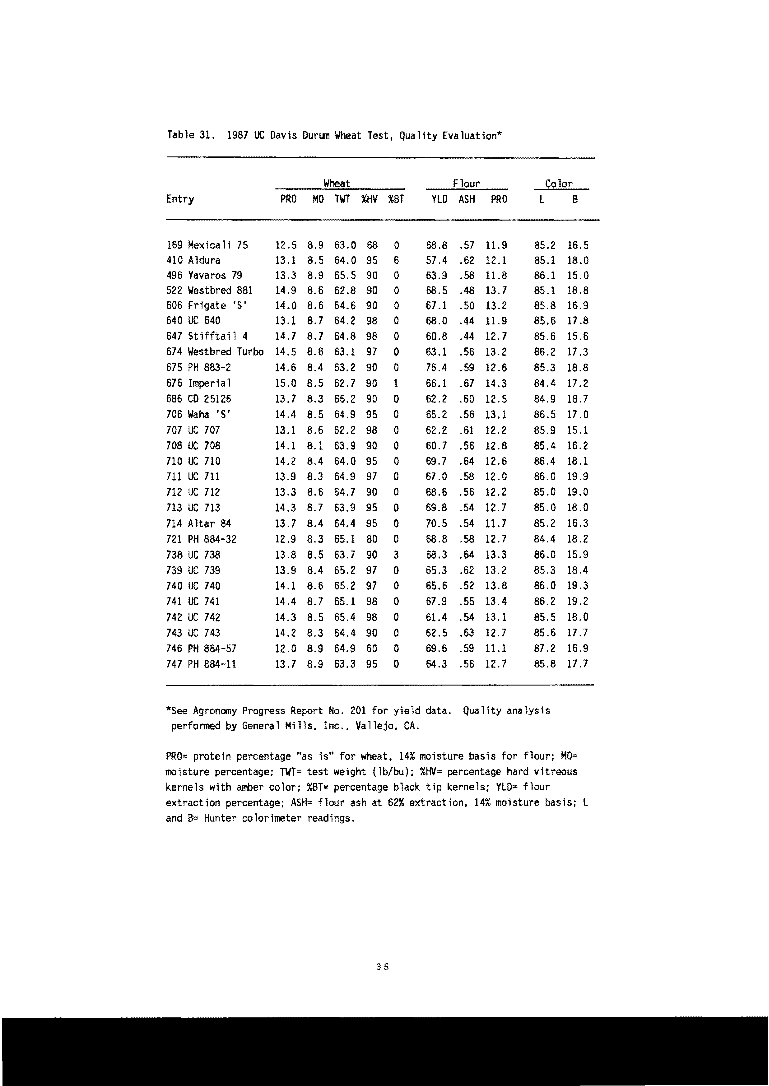 Table 31. 1987 UC Davis Durum Wheat Test, Quality Evaluation*
Wheat Flour Color
Entry PRO MO TWT %HV %BT YLD ASH PRO L B
169 Mexicali 75 12.5 8.9 63.0 68 0 68.8 .57 11.9 85.2 16.5
410 Aldura 13.1 8.5 64.0 95 6 57.4 .62 12.1 85.1 18.0
496 Yavaros 79 13.3 8.9 65.5 90 0 63.9 .58 11.8 86.1 15.0
522 Westbred 881 14.9 8.6 62.8 90 0 68.5 .48 13.7 85.1 18.8
606 Frigate 'S' 14.0 8.6 64.6 90 0 67.1 .50 13.2 85.8 16.9
640 UC 640 13.1 8.7 64.2 98 0 68.0 .44 11.9 85.6 17.8
647 Stifftail 4 14.7 8.7 64.8 98 0 60.8 .44 12.7 85.6 15.6
674 Westbred Turbo 14.5 8.6 63.1 97 0 63.1 .56 13.2 86.2 17.3
675 PH 883-2 14.6 8.4 63.2 90 0 76.4 .59 12.6 85.3 18.8
676 Imperial 15.0 8.5 62.7 90 1 66.1 .67 14.3 84.4 17.2
686 CD 25126 13.7 8.3 65.2 90 0 62.2 .60 12.5 84.9 18.7
706 Waha 'S' 14.4 8.5 64.9 95 0 65.2 .56 13.1 86.5 17.0
707 UC 707 13.1 8.6 62.2 98 0 62.2 .61 12.2 85.9 15.1
708 UC 708 14.1 8.1 63.9 90 0 60.7 .56 12.8 85.4 16.2
710 UC 710 14.2 8.4 64.0 95 0 69.7 .64 12.6 86.4 18.1
711 UC 711 13.9 8.3 64.9 97 0 67.0 .58 12.0 86.0 19.9
712 UC 712 13.3 8.6 64.7 90 0 68.6 .56 12.2 85.0 19.0
713 UC 713 14.3 8.7 63.9 95 0 69.8 .54 12.7 85.0 18.0
714 Altar 84 13.7 8.4 64.4 95 0 70.5 .54 11.7 85.2 16.3
721 PH 884-32 12.9 8.3 65.1 80 0 68.8 .58 12.7 84.4 18.2
738 UC 738 13.8 8.5 63.7 90 3 68.3 .64 13.3 86.0 15.9
739 UC 739 13.9 8.4 65.2 97 0 65.3 .62 13.2 85.3 18.4
740 UC 740 14.1 8.6 65.2 97 0 65.6 .52 13.8 86.0 19.3
741 UC 741 14.4 8.7 65.1 98 0 67.9 .55 13.4 86.2 19.2
742 UC 742 14.3 8.5 65.4 98 0 61.4 .54 13.1 85.5 18.0
743 UC 743 14.2 8.3 64.4 90 0 62.5 .63 12.7 85.6 17.7
746 PH 884-57 12.0 8.9 64.9 60 0 69.6 .59 11.1 87.2 16.9
747 PH 884-11 13.7 8.9 63.3 95 0 64.3 .56 12.7 85.8 17.7
*See Agronomy Progress Report No. 201 for yield data. Quality analysis
performed by General Mills, Inc., Vallejo, CA.
PRO= protein percentage "as is" for wheat, 14% moisture basis for flour; MO=
moisture percentage; TWT= test weight (lb/bu); %HV= percentage hard vitreous
kernels with amber color; %BT= percentage black tip kernels; YLD= flour
extraction percentage; ASH= flour ash at 62% extraction, 14% moisture basis; L
and B= Hunter colorimeter readings.
35